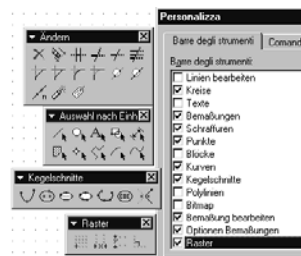 Ändern
Auswahl nach Einh
Kegelschnitte
Raster
Personalizza
Barre degli strumenti
Comand
Barre degli strumenti:
Linien bearbeiten
Kreise
Texte
Bemaßungen
Schraffuren
Punkte
Blöcke
Kurven
Kegelschnitte
Polylinien
Bitmap
Bemaßung bearbeiten
Optionen Bemaßungen
Raster